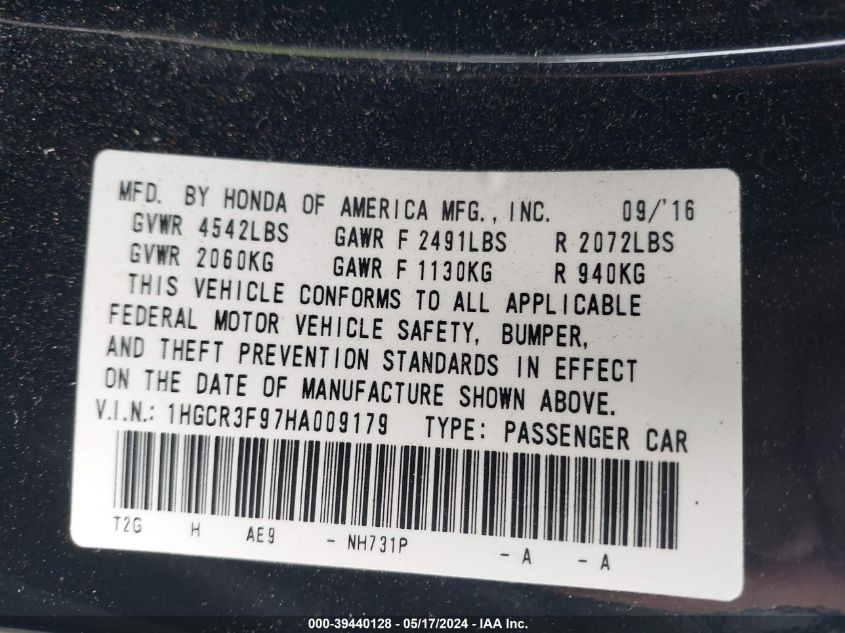 MFD. BY HONDA OF AMERICA MFG., INC. 09/'16
GVWR 4542LBS GAWR F 2491LBS R 2072LBS
GVWR 2060KG GAWR F 1130KG R 940KG
THIS VEHICLE CONFORMS TO ALL APPLICABLE
FEDERAL MOTOR VEHICLE SAFETY, BUMPER,
AND THEFT PREVENTION STANDARDS IN EFFECT
ON THE DATE OF MANUFACTURE SHOWN ABOVE.
V.I.N.: 1HGCR3F97HA009179 TYPE: PASSENGER CAR
T2G H AE9 - NH731P - A - A
000-39440128 - 05/17/2024 - IAA Inc.